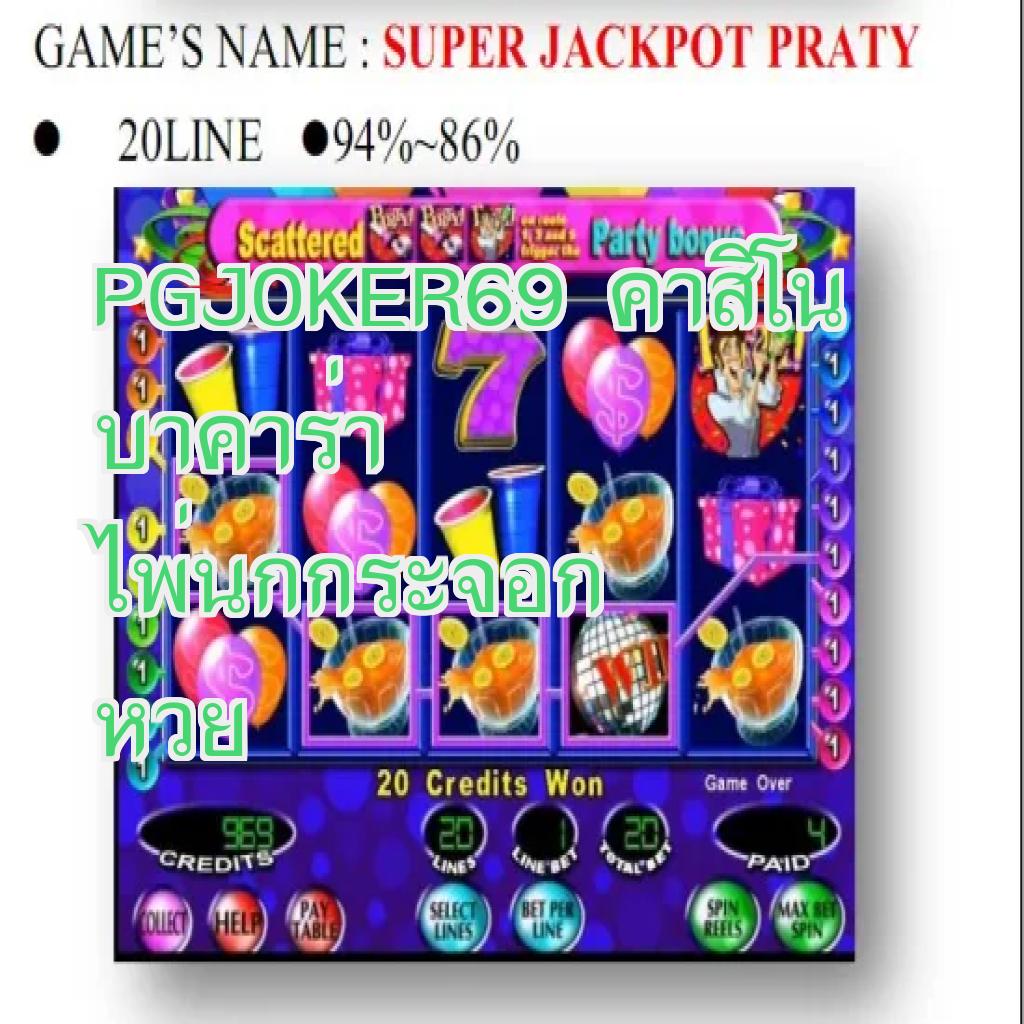 GAME'S NAME : SUPER JACKPOT PRATY
● 20LINE ●94%~86%
Scattered
Party bonus
PGJOKER69 คาสิโน
บาคาร่า
ไพ่นกกระจอก
หวย
20 Credits Won
Game Over
969 20 1 20 4
CREDITS LINES LINE BET TOTAL BET PAID
COLLECT HELP PAY TABLE SELECT LINES BET PER LINE SPIN REELS MAX BET SPIN